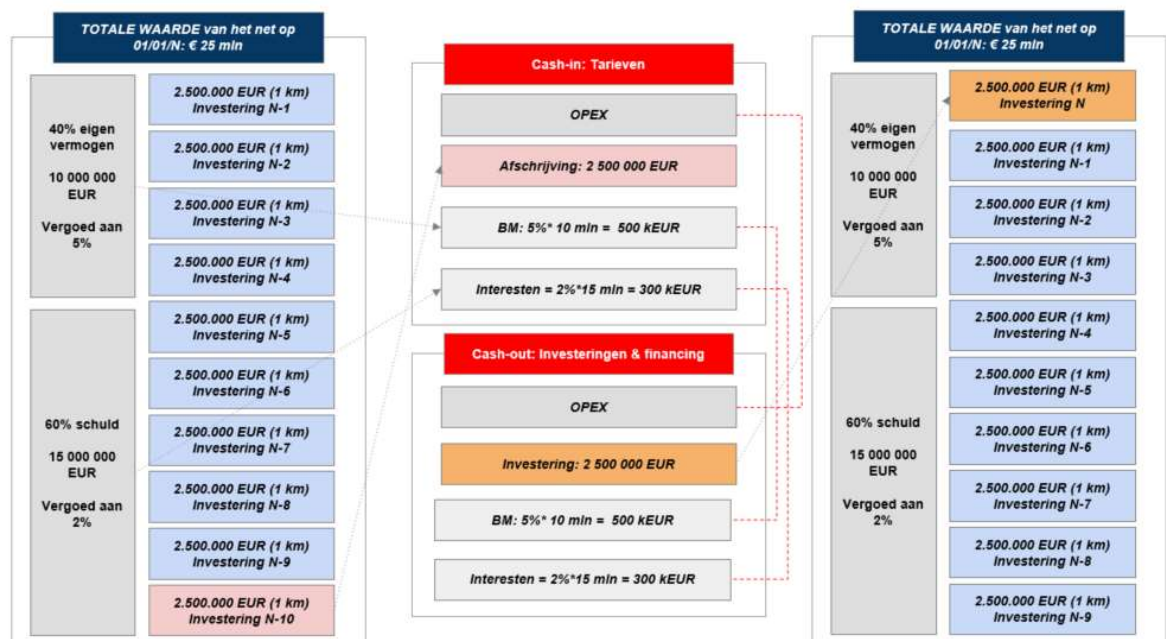 TOTALE WAARDE van het net op
01/01/N: € 25 mln
40% eigen
vermogen
10 000 000
EUR
Vergoed aan
5%
60% schuld
15 000 000
EUR
Vergoed aan
2%
2.500.000 EUR (1 km)
Investering N-1
2.500.000 EUR (1 km)
Investering N-2
2.500.000 EUR (1 km)
Investering N-3
2.500.000 EUR (1 km)
Investering N-4
2.500.000 EUR (1 km)
Investering N-5
2.500.000 EUR (1 km)
Investering N-6
2.500.000 EUR (1 km)
Investering N-7
2.500.000 EUR (1 km)
Investering N-8
2.500.000 EUR (1 km)
Investering N-9
2.500.000 EUR (1 km)
Investering N-10
Cash-in: Tarieven
OPEX
Afschrijving: 2 500 000 EUR
BM: 5%* 10 mln = 500 kEUR
Interesten = 2%*15 mln = 300 kEUR
Cash-out: Investeringen & financing
OPEX
Investering: 2 500 000 EUR
BM: 5%* 10 mln = 500 kEUR
Interesten = 2%*15 mln = 300 kEUR
TOTALE WAARDE van het net op
01/01/N: € 25 mln
40% eigen
vermogen
10 000 000
EUR
Vergoed aan
5%
60% schuld
15 000 000
EUR
Vergoed aan
2%
2.500.000 EUR (1 km)
Investering N
2.500.000 EUR (1 km)
Investering N-1
2.500.000 EUR (1 km)
Investering N-2
2.500.000 EUR (1 km)
Investering N-3
2.500.000 EUR (1 km)
Investering N-4
2.500.000 EUR (1 km)
Investering N-5
2.500.000 EUR (1 km)
Investering N-6
2.500.000 EUR (1 km)
Investering N-7
2.500.000 EUR (1 km)
Investering N-8
2.500.000 EUR (1 km)
Investering N-9